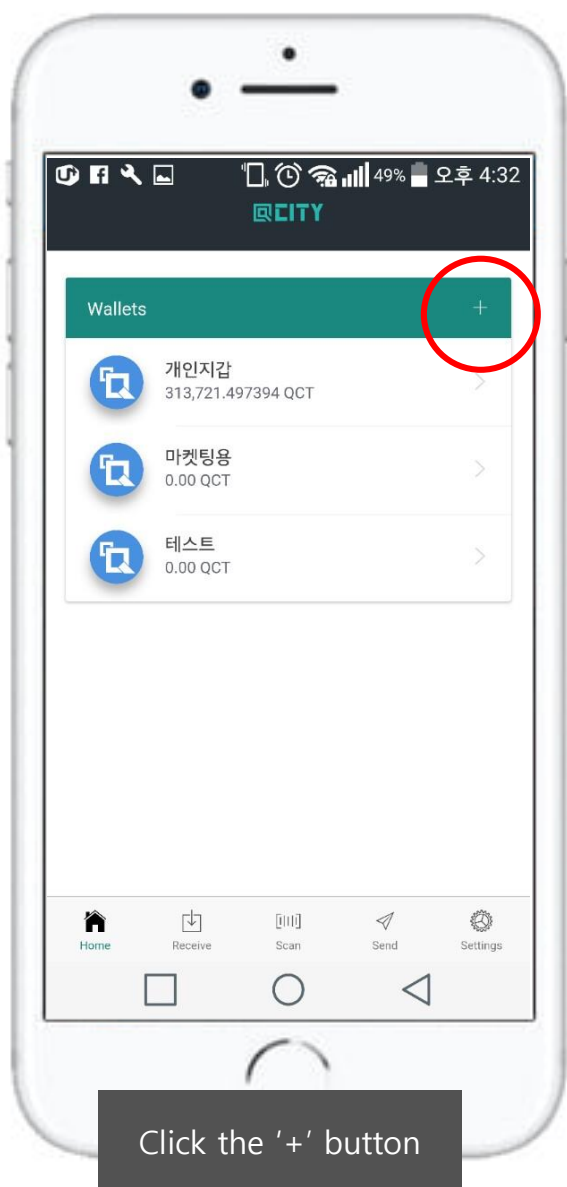 49% 오후 4:32
QCITY
Wallets +
개인지갑
313,721.497394 QCT
마켓팅용
0.00 QCT
테스트
0.00 QCT
Home Receive Scan Send Settings
Click the ‘+’ button